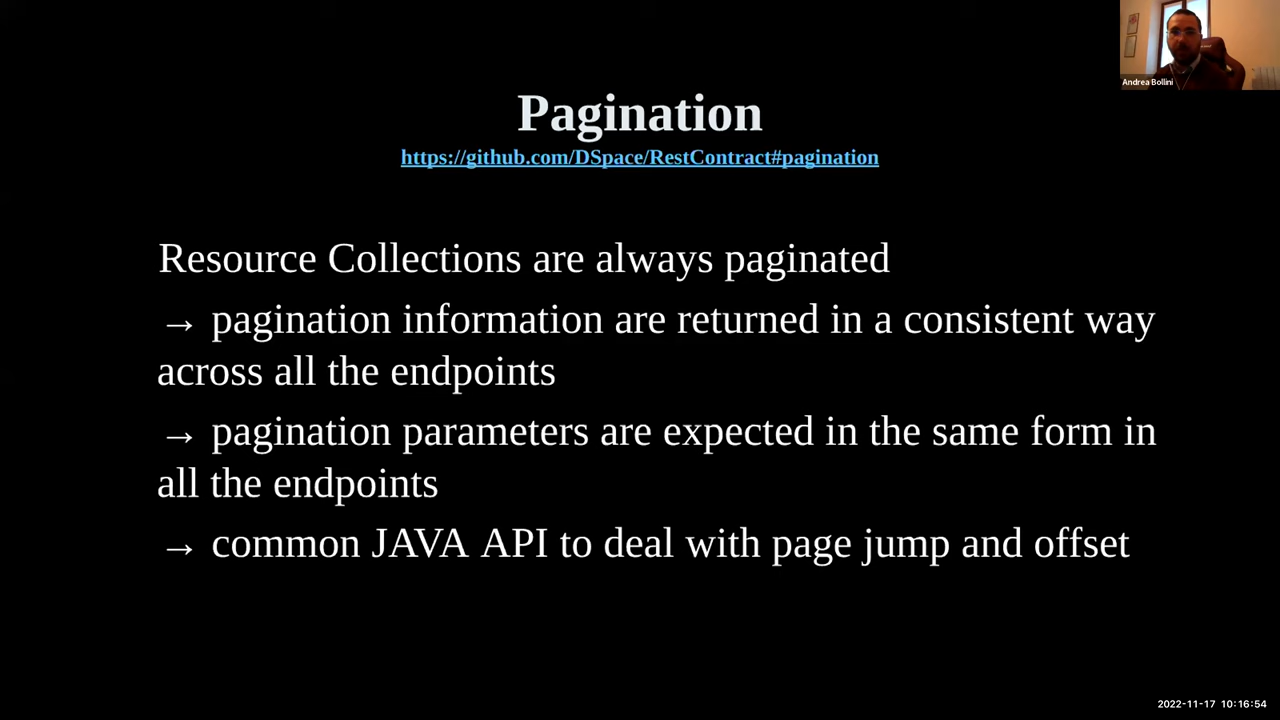 Andrea Bollini
Pagination
https://github.com/DSpace/RestContract#pagination
Resource Collections are always paginated
→ pagination information are returned in a consistent way
across all the endpoints
→ pagination parameters are expected in the same form in
all the endpoints
→ common JAVA API to deal with page jump and offset
2022-11-17 10:16:54